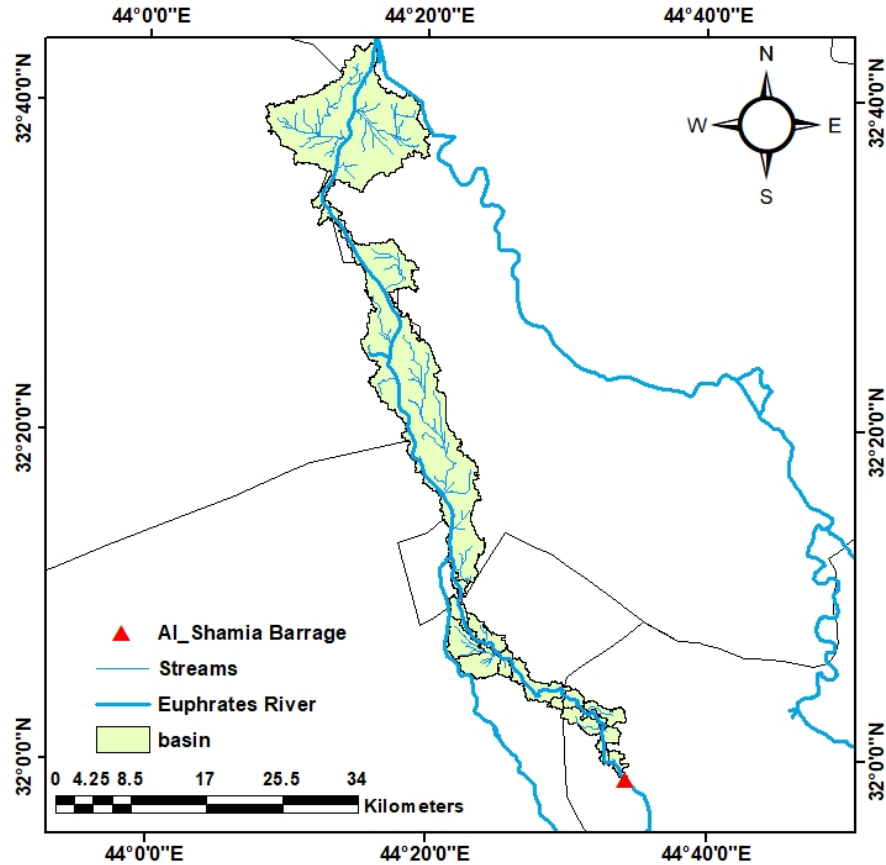 44°0'0"E 44°20'0"E 44°40'0"E
32°40'0"N
32°40'0"N
N
W E
S
32°20'0"N
32°20'0"N
Al_Shamia Barrage
Streams
Euphrates River
basin
32°0'0"N
32°0'0"N
0 4.25 8.5 17 25.5 34
Kilometers
44°0'0"E 44°20'0"E 44°40'0"E